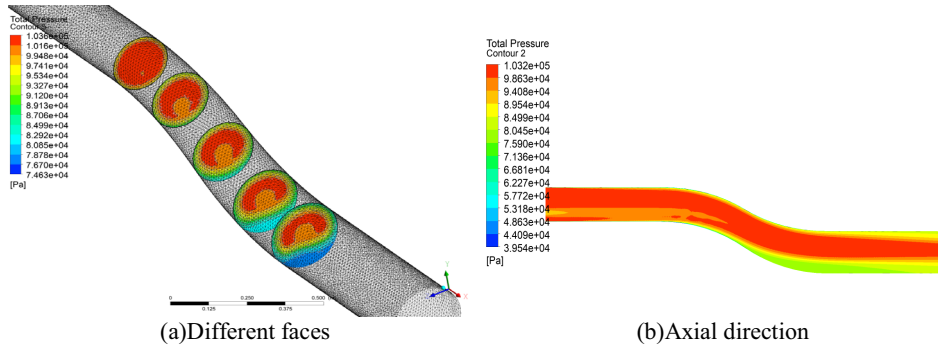 Total Pressure
Contour 5
1.036e+05
1.016e+05
9.948e+04
9.741e+04
9.534e+04
9.327e+04
9.120e+04
8.913e+04
8.706e+04
8.499e+04
8.292e+04
8.085e+04
7.878e+04
7.670e+04
7.463e+04
[Pa]
0
0.250
0.500
0.125
0.375
Y
X
(a)Different faces
Total Pressure
Contour 2
1.032e+05
9.863e+04
9.408e+04
8.954e+04
8.499e+04
8.045e+04
7.590e+04
7.136e+04
6.681e+04
6.227e+04
5.772e+04
5.318e+04
4.863e+04
4.409e+04
3.954e+04
[Pa]
(b)Axial direction